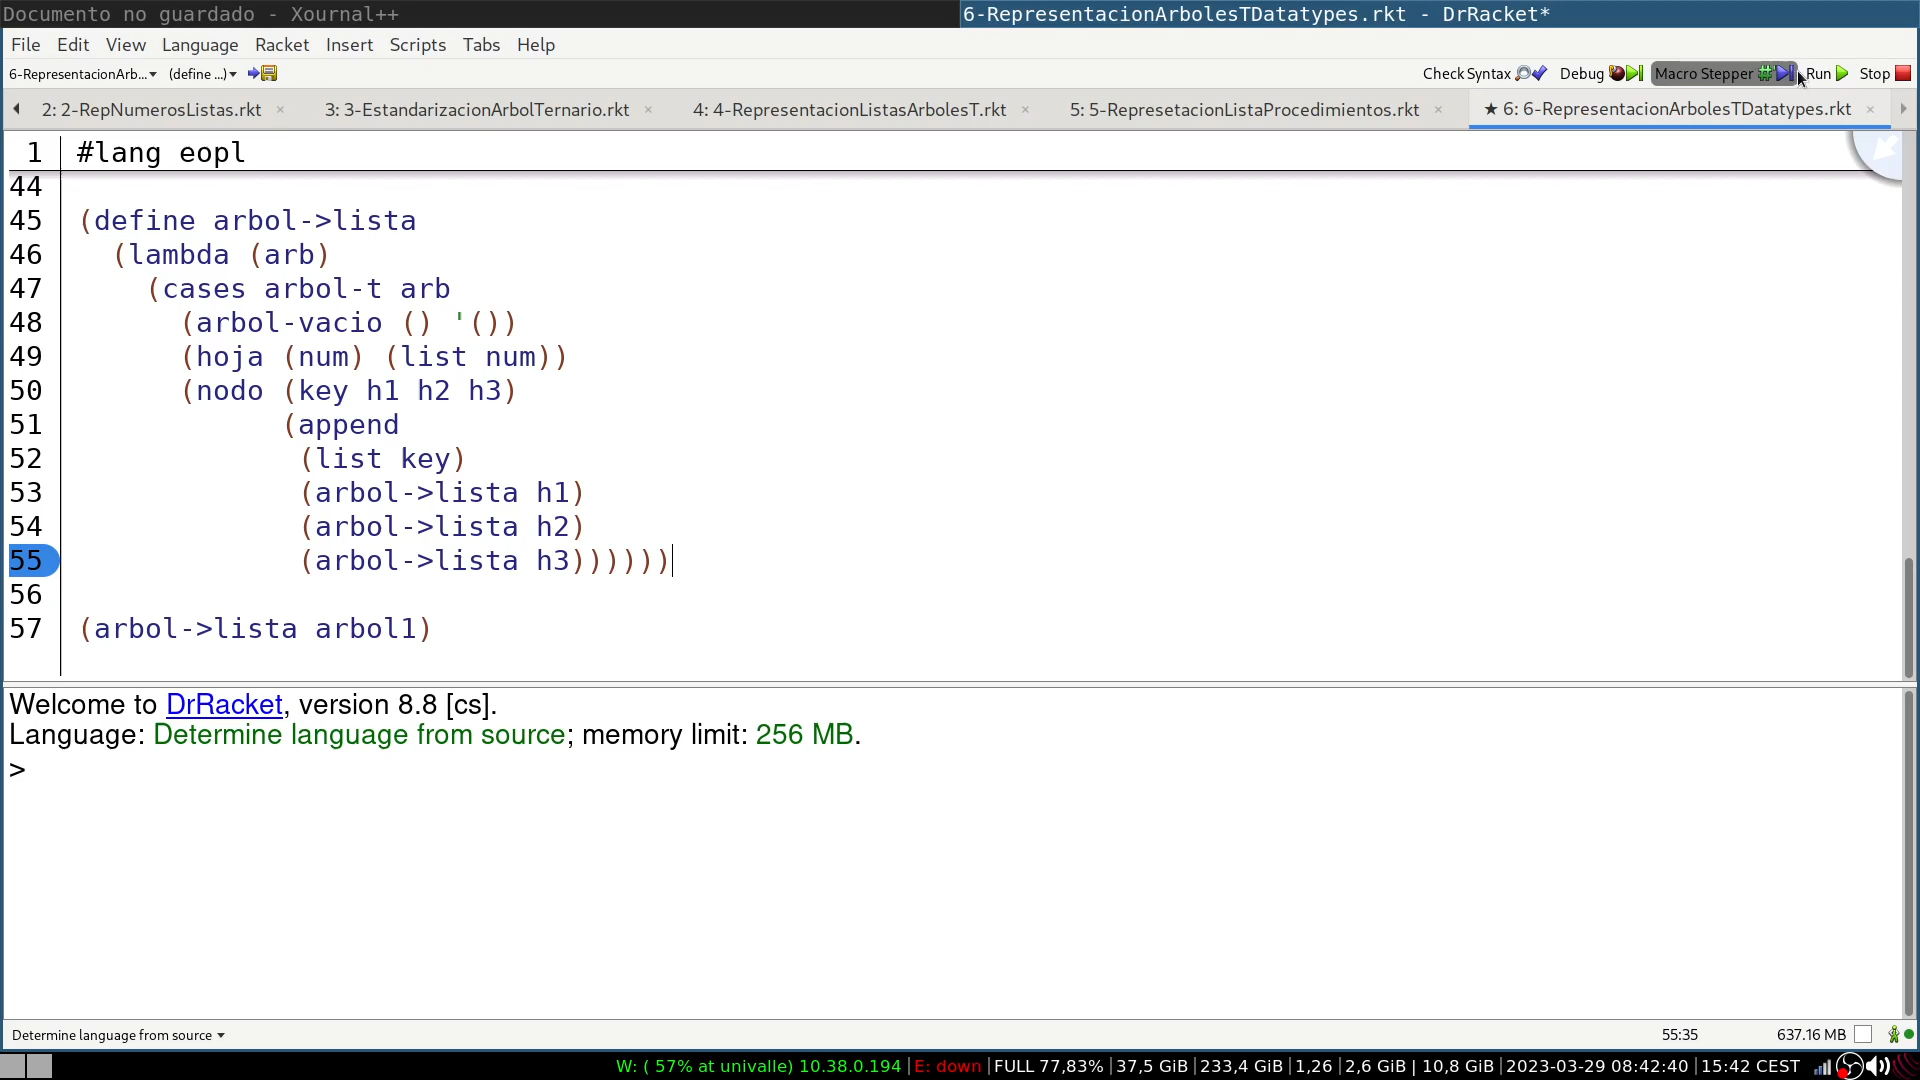 Documento no guardado - Xournal++
6-RepresentacionArbolesTDatatypes.rkt - DrRacket*
File Edit View Language Racket Insert Scripts Tabs Help
6-RepresentacionArb... (define ...) Check Syntax Debug Macro Stepper Run Stop
2: 2-RepNumerosListas.rkt 3: 3-EstandarizacionArbolTernario.rkt 4: 4-RepresentacionListasArbolesT.rkt 5: 5-RepresetacionListaProcedimientos.rkt ★ 6: 6-RepresentacionArbolesTDatatypes.rkt
1 #lang eopl
44
45 (define arbol->lista
46 (lambda (arb)
47 (cases arbol-t arb
48 (arbol-vacio () '())
49 (hoja (num) (list num))
50 (nodo (key h1 h2 h3)
51 (append
52 (list key)
53 (arbol->lista h1)
54 (arbol->lista h2)
55 (arbol->lista h3))))))
56
57 (arbol->lista arbol1)
Welcome to DrRacket, version 8.8 [cs].
Language: Determine language from source; memory limit: 256 MB.
>
Determine language from source 55:35 637.16 MB
W: ( 57% at univalle) 10.38.0.194 |E: down |FULL 77,83% |37,5 GiB |233,4 GiB |1,26 |2,6 GiB | 10,8 GiB |2023-03-29 08:42:40 |15:42 CEST